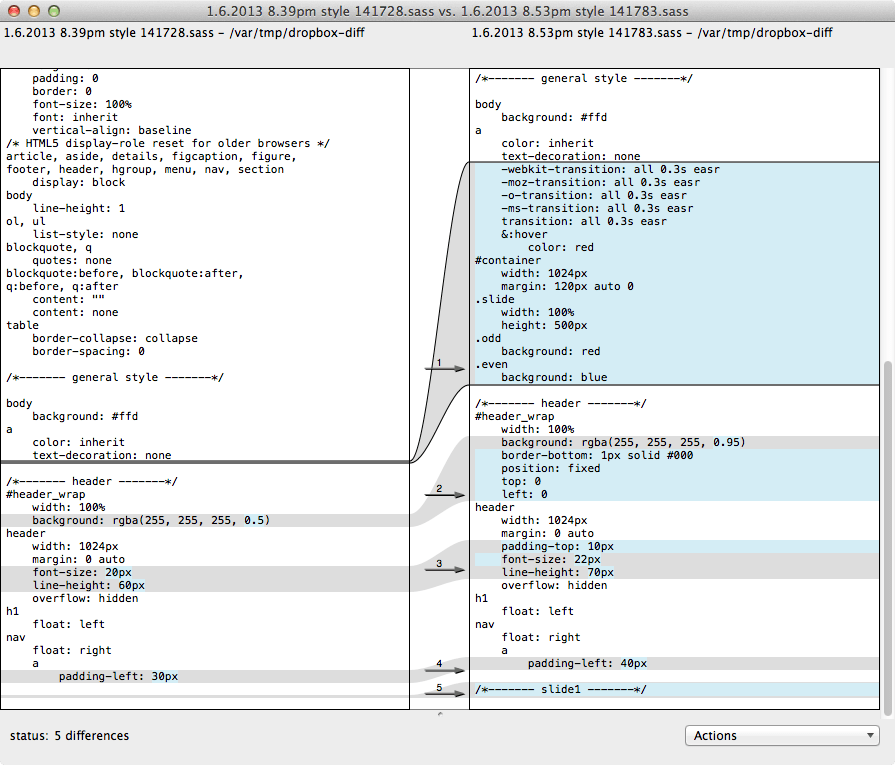 1.6.2013 8.39pm style 141728.sass vs. 1.6.2013 8.53pm style 141783.sass
1.6.2013 8.39pm style 141728.sass – /var/tmp/dropbox-diff
1.6.2013 8.53pm style 141783.sass – /var/tmp/dropbox-diff
padding: 0
border: 0
font-size: 100%
font: inherit
vertical-align: baseline
/* HTML5 display-role reset for older browsers */
article, aside, details, figcaption, figure,
footer, header, hgroup, menu, nav, section
display: block
body
line-height: 1
ol, ul
list-style: none
blockquote, q
quotes: none
blockquote:before, blockquote:after,
q:before, q:after
content: ""
content: none
table
border-collapse: collapse
border-spacing: 0
/*------- general style -------*/
body
background: #ffd
a
color: inherit
text-decoration: none
/*------- header -------*/
#header_wrap
width: 100%
background: rgba(255, 255, 255, 0.5)
header
width: 1024px
margin: 0 auto
font-size: 20px
line-height: 60px
overflow: hidden
h1
float: left
nav
float: right
a
padding-left: 30px
1
2
3
4
5
/*------- general style -------*/
body
background: #ffd
a
color: inherit
text-decoration: none
-webkit-transition: all 0.3s easr
-moz-transition: all 0.3s easr
-o-transition: all 0.3s easr
-ms-transition: all 0.3s easr
transition: all 0.3s easr
&:hover
color: red
#container
width: 1024px
margin: 120px auto 0
.slide
width: 100%
height: 500px
.odd
background: red
.even
background: blue
/*------- header -------*/
#header_wrap
width: 100%
background: rgba(255, 255, 255, 0.95)
border-bottom: 1px solid #000
position: fixed
top: 0
left: 0
header
width: 1024px
margin: 0 auto
padding-top: 10px
font-size: 22px
line-height: 70px
overflow: hidden
h1
float: left
nav
float: right
a
padding-left: 40px
/*------- slide1 -------*/
status: 5 differences
Actions